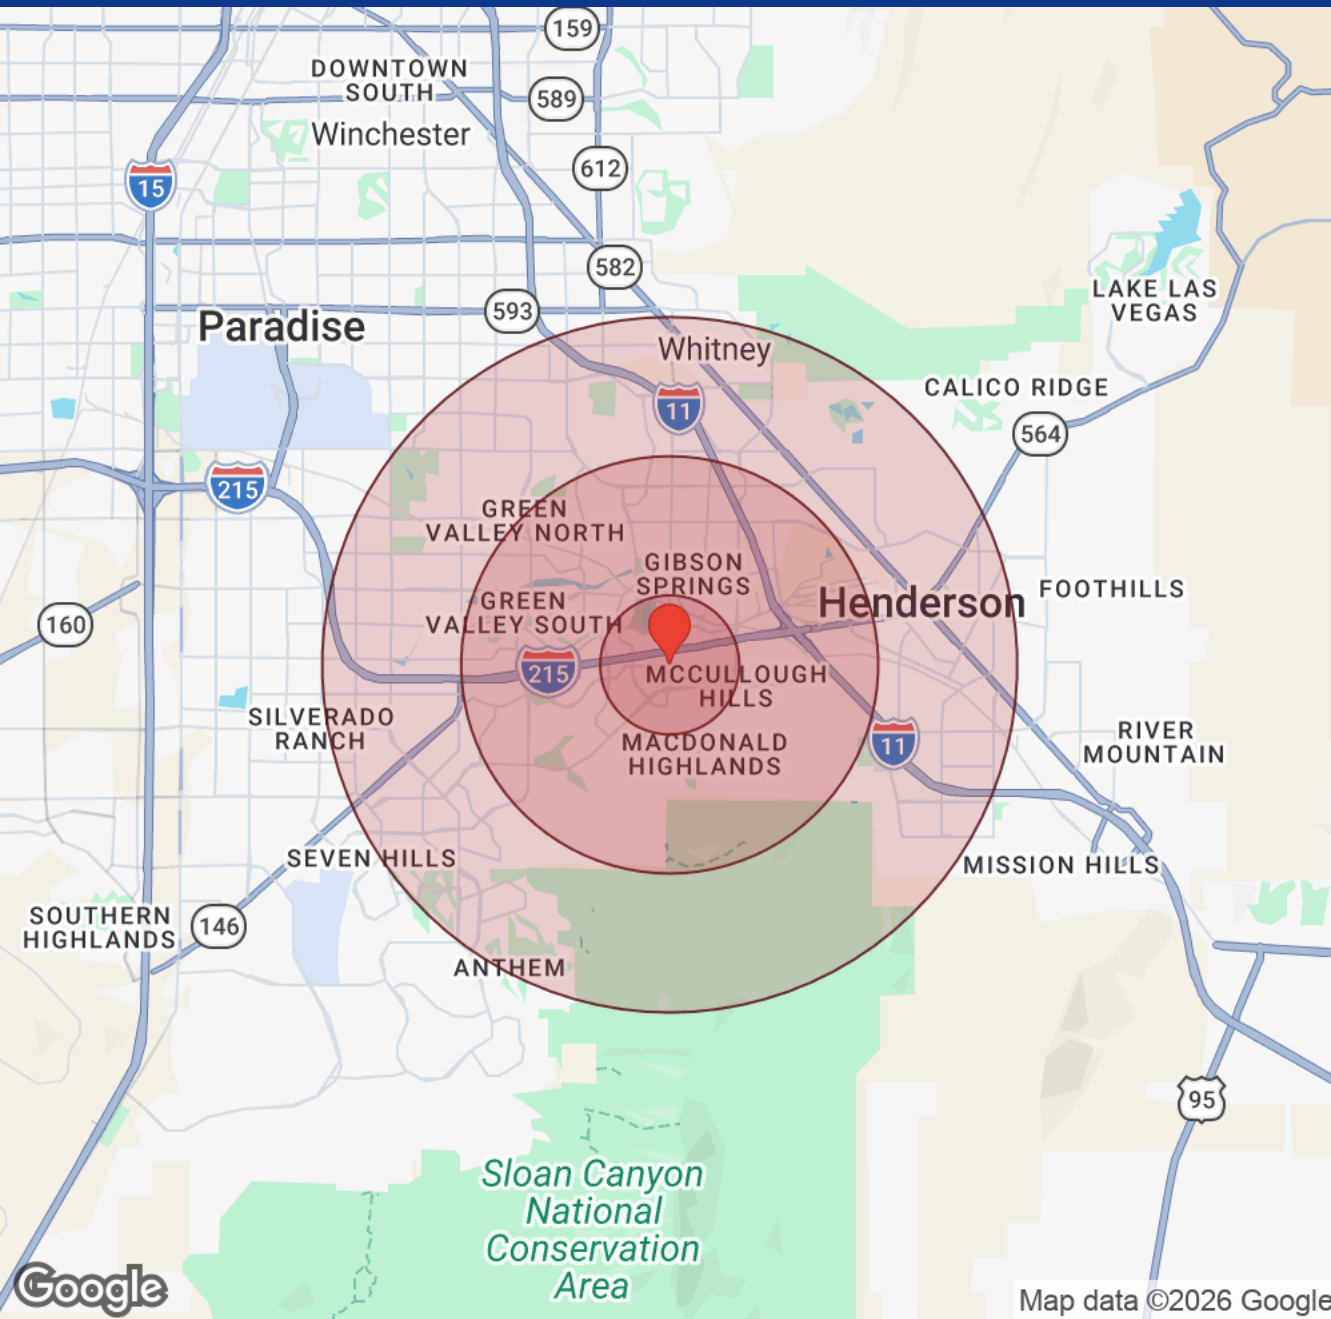 159
DOWNTOWN
SOUTH
589
Winchester
612
15
582
LAKE LAS
VEGAS
593
Paradise
Whitney
CALICO RIDGE
11
564
215
GREEN
VALLEY NORTH
GIBSON
SPRINGS
FOOTHILLS
GREEN
VALLEY SOUTH
Henderson
160
215
MCCULLOUGH
HILLS
SILVERADO
RANCH
MACDONALD
HIGHLANDS
11
RIVER
MOUNTAIN
SEVEN HILLS
MISSION HILLS
SOUTHERN
HIGHLANDS
146
ANTHEM
95
Sloan Canyon
National
Conservation
Area
Google
Map data ©2026 Google